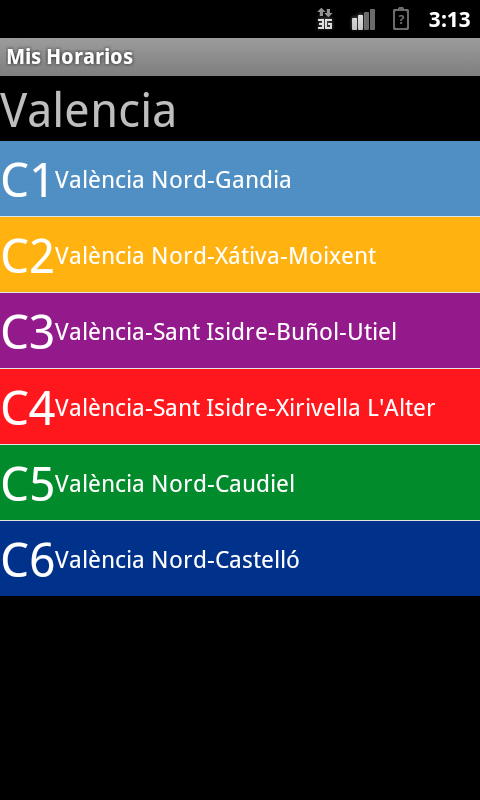 3G ? 3:13
Mis Horarios
Valencia
C1 València Nord-Gandia
C2 València Nord-Xátiva-Moixent
C3 València-Sant Isidre-Buñol-Utiel
C4 València-Sant Isidre-Xirivella L'Alter
C5 València Nord-Caudiel
C6 València Nord-Castelló